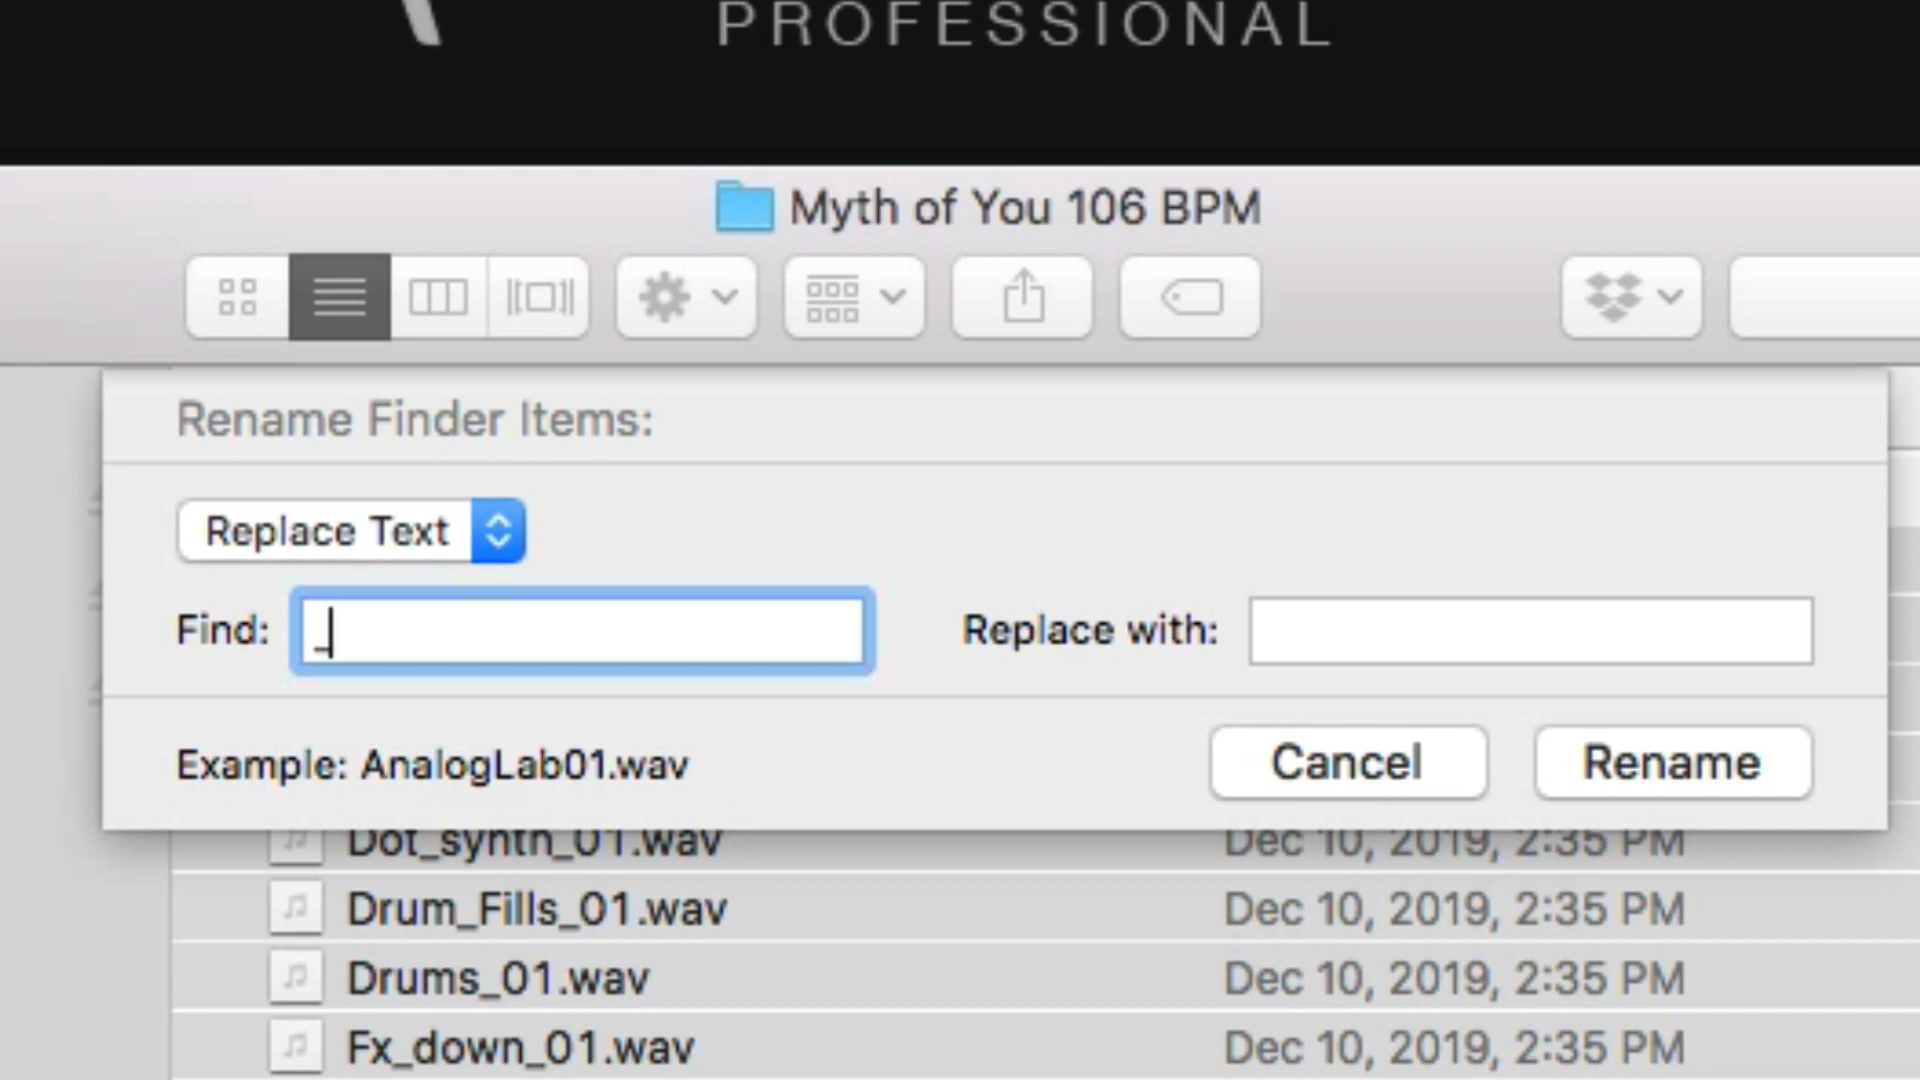 PROFESSIONAL
Myth of You 106 BPM
Rename Finder Items:
Replace Text
Find: _ Replace with:
Example: AnalogLab01.wav Cancel Rename
Dot_synth_01.wav Dec 10, 2019, 2:35 PM
Drum_Fills_01.wav Dec 10, 2019, 2:35 PM
Drums_01.wav Dec 10, 2019, 2:35 PM
Fx_down_01.wav Dec 10, 2019, 2:35 PM